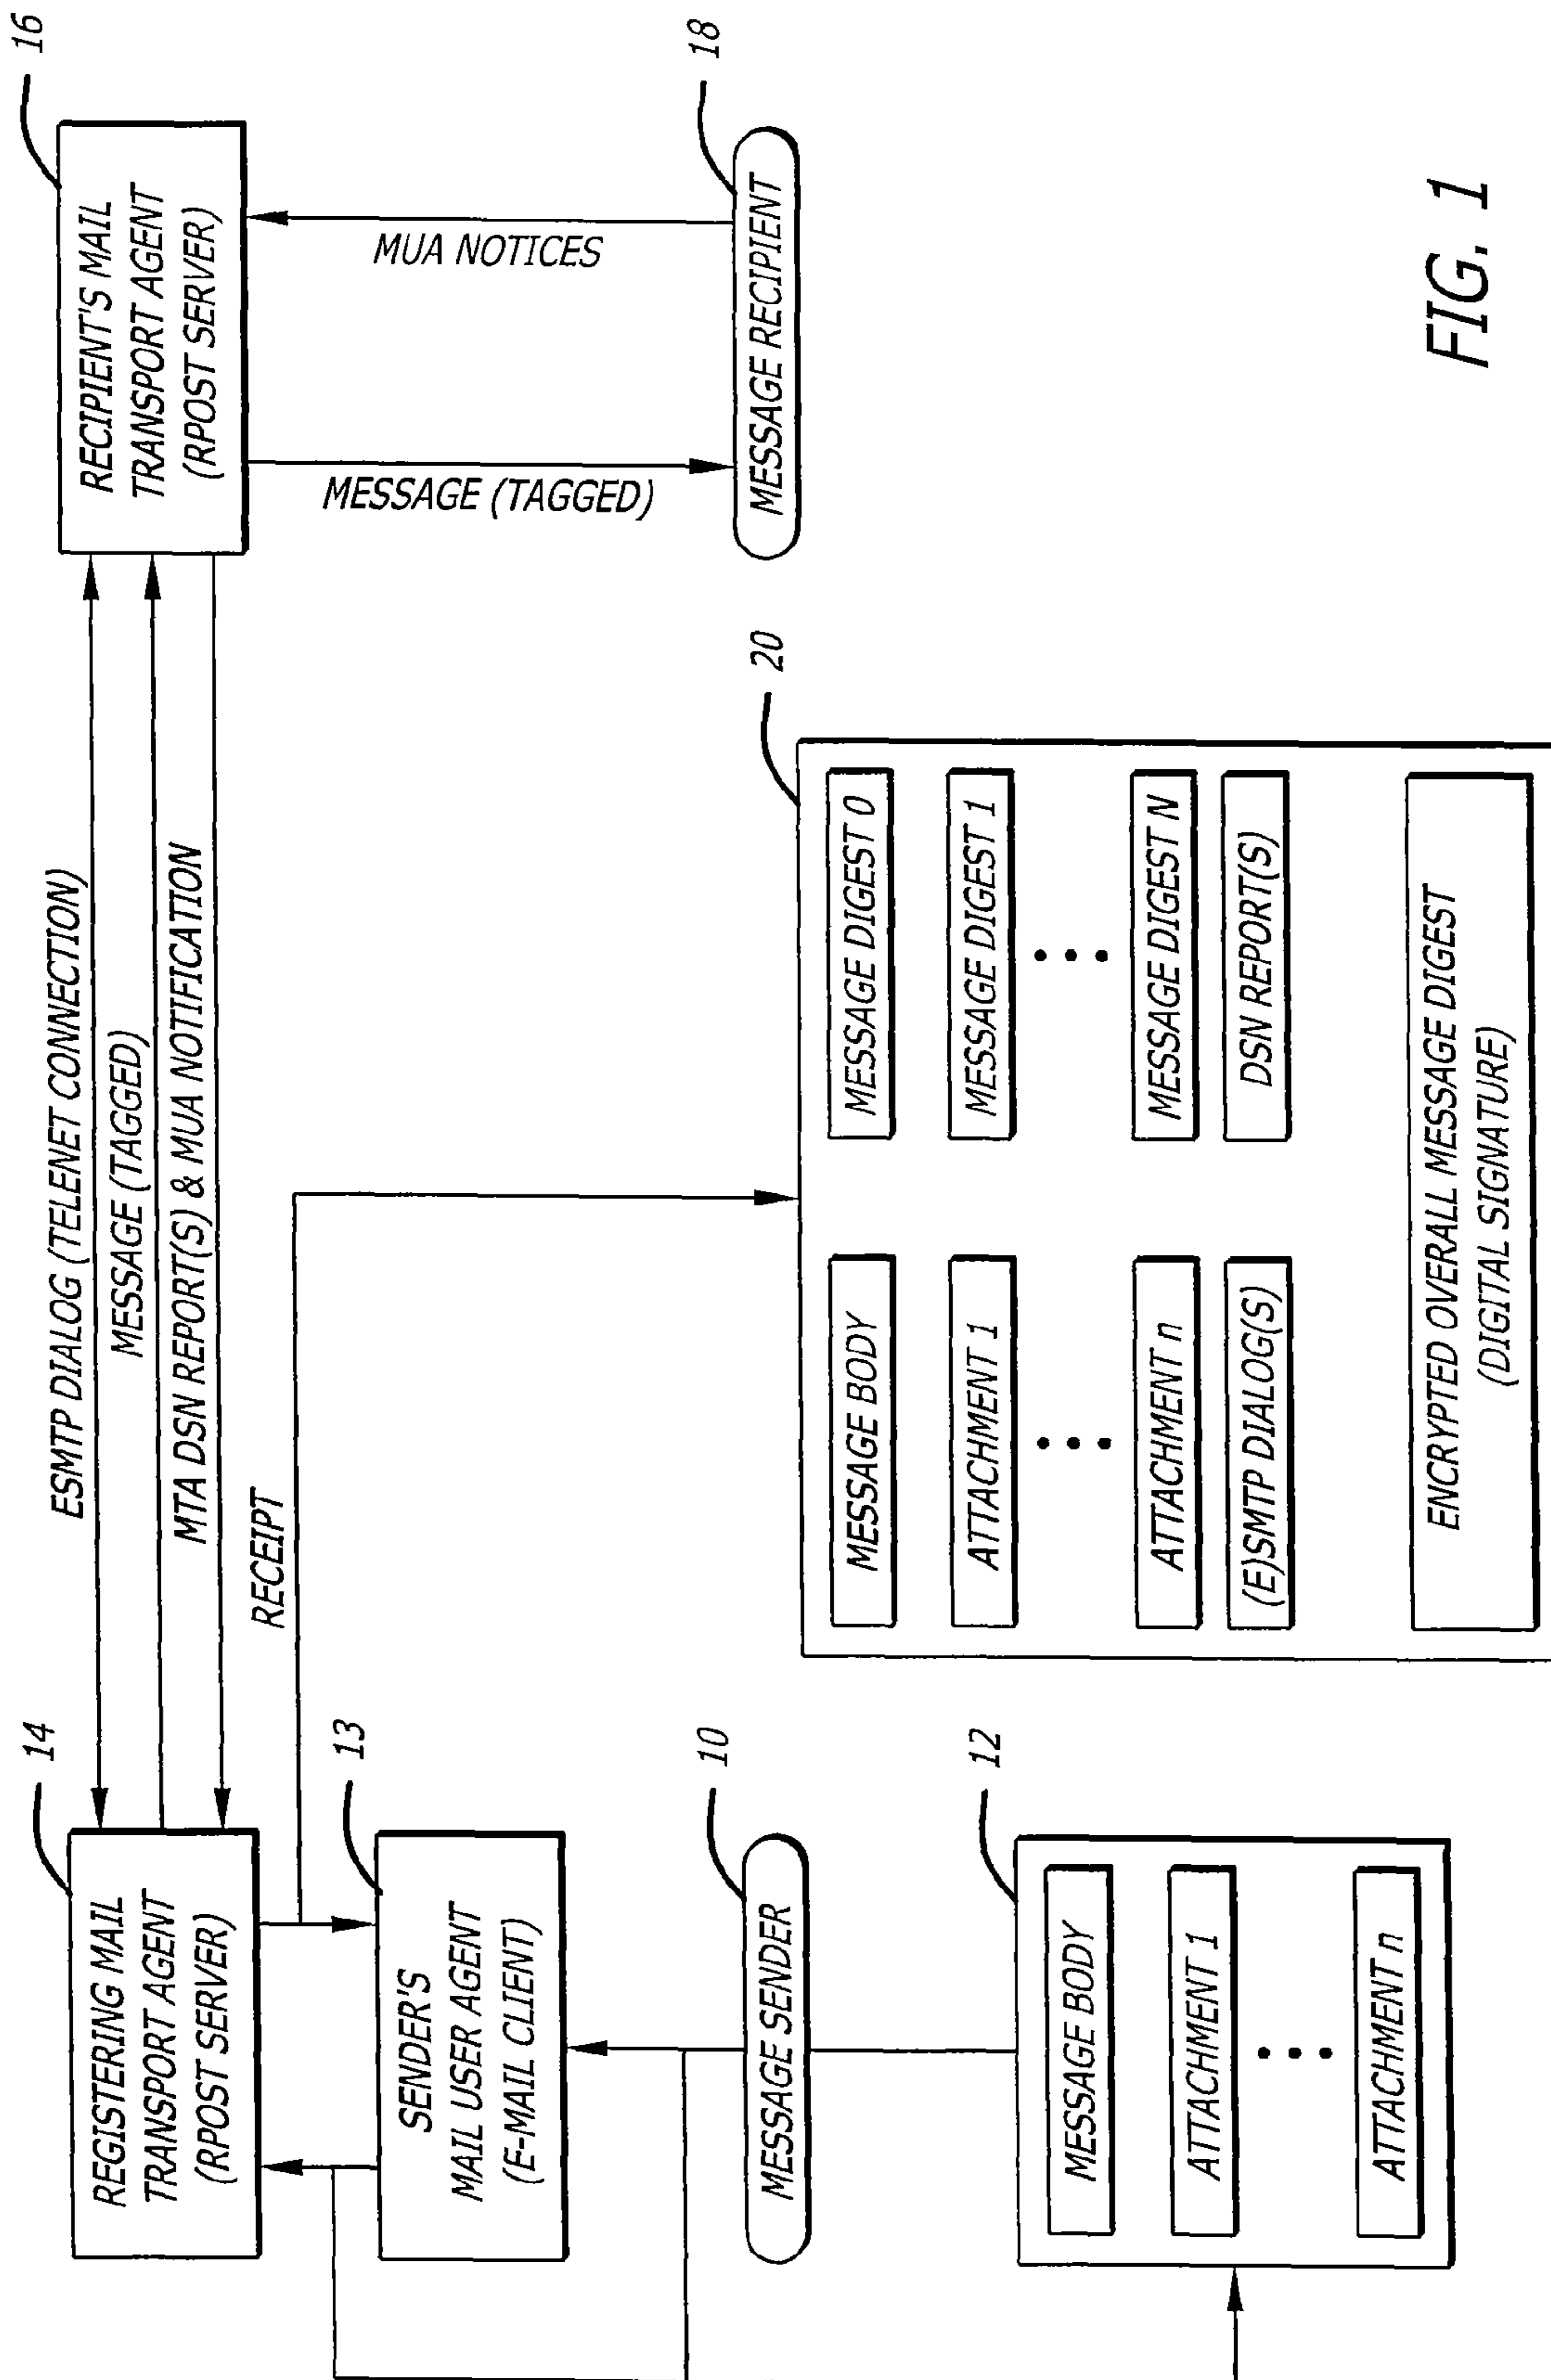 14
REGISTERING MAIL
TRANSPORT AGENT
(RPOST SERVER)
ESMTP DIALOG (TELENET CONNECTION)
MESSAGE (TAGGED)
MTA DSN REPORT(S) & MUA NOTIFICATION
16
RECIPIENT'S MAIL
TRANSPORT AGENT
(RPOST SERVER)
RECEIPT
13
SENDER'S
MAIL USER AGENT
(E-MAIL CLIENT)
MUA NOTICES
MESSAGE (TAGGED)
10
MESSAGE SENDER
18
MESSAGE RECIPIENT
12
MESSAGE BODY
ATTACHMENT 1
ATTACHMENT n
20
MESSAGE BODY
MESSAGE DIGEST 0
ATTACHMENT 1
MESSAGE DIGEST 1
ATTACHMENT n
MESSAGE DIGEST N
(E)SMTP DIALOG(S)
DSN REPORT(S)
ENCRYPTED OVERALL MESSAGE DIGEST
(DIGITAL SIGNATURE)
FIG. 1